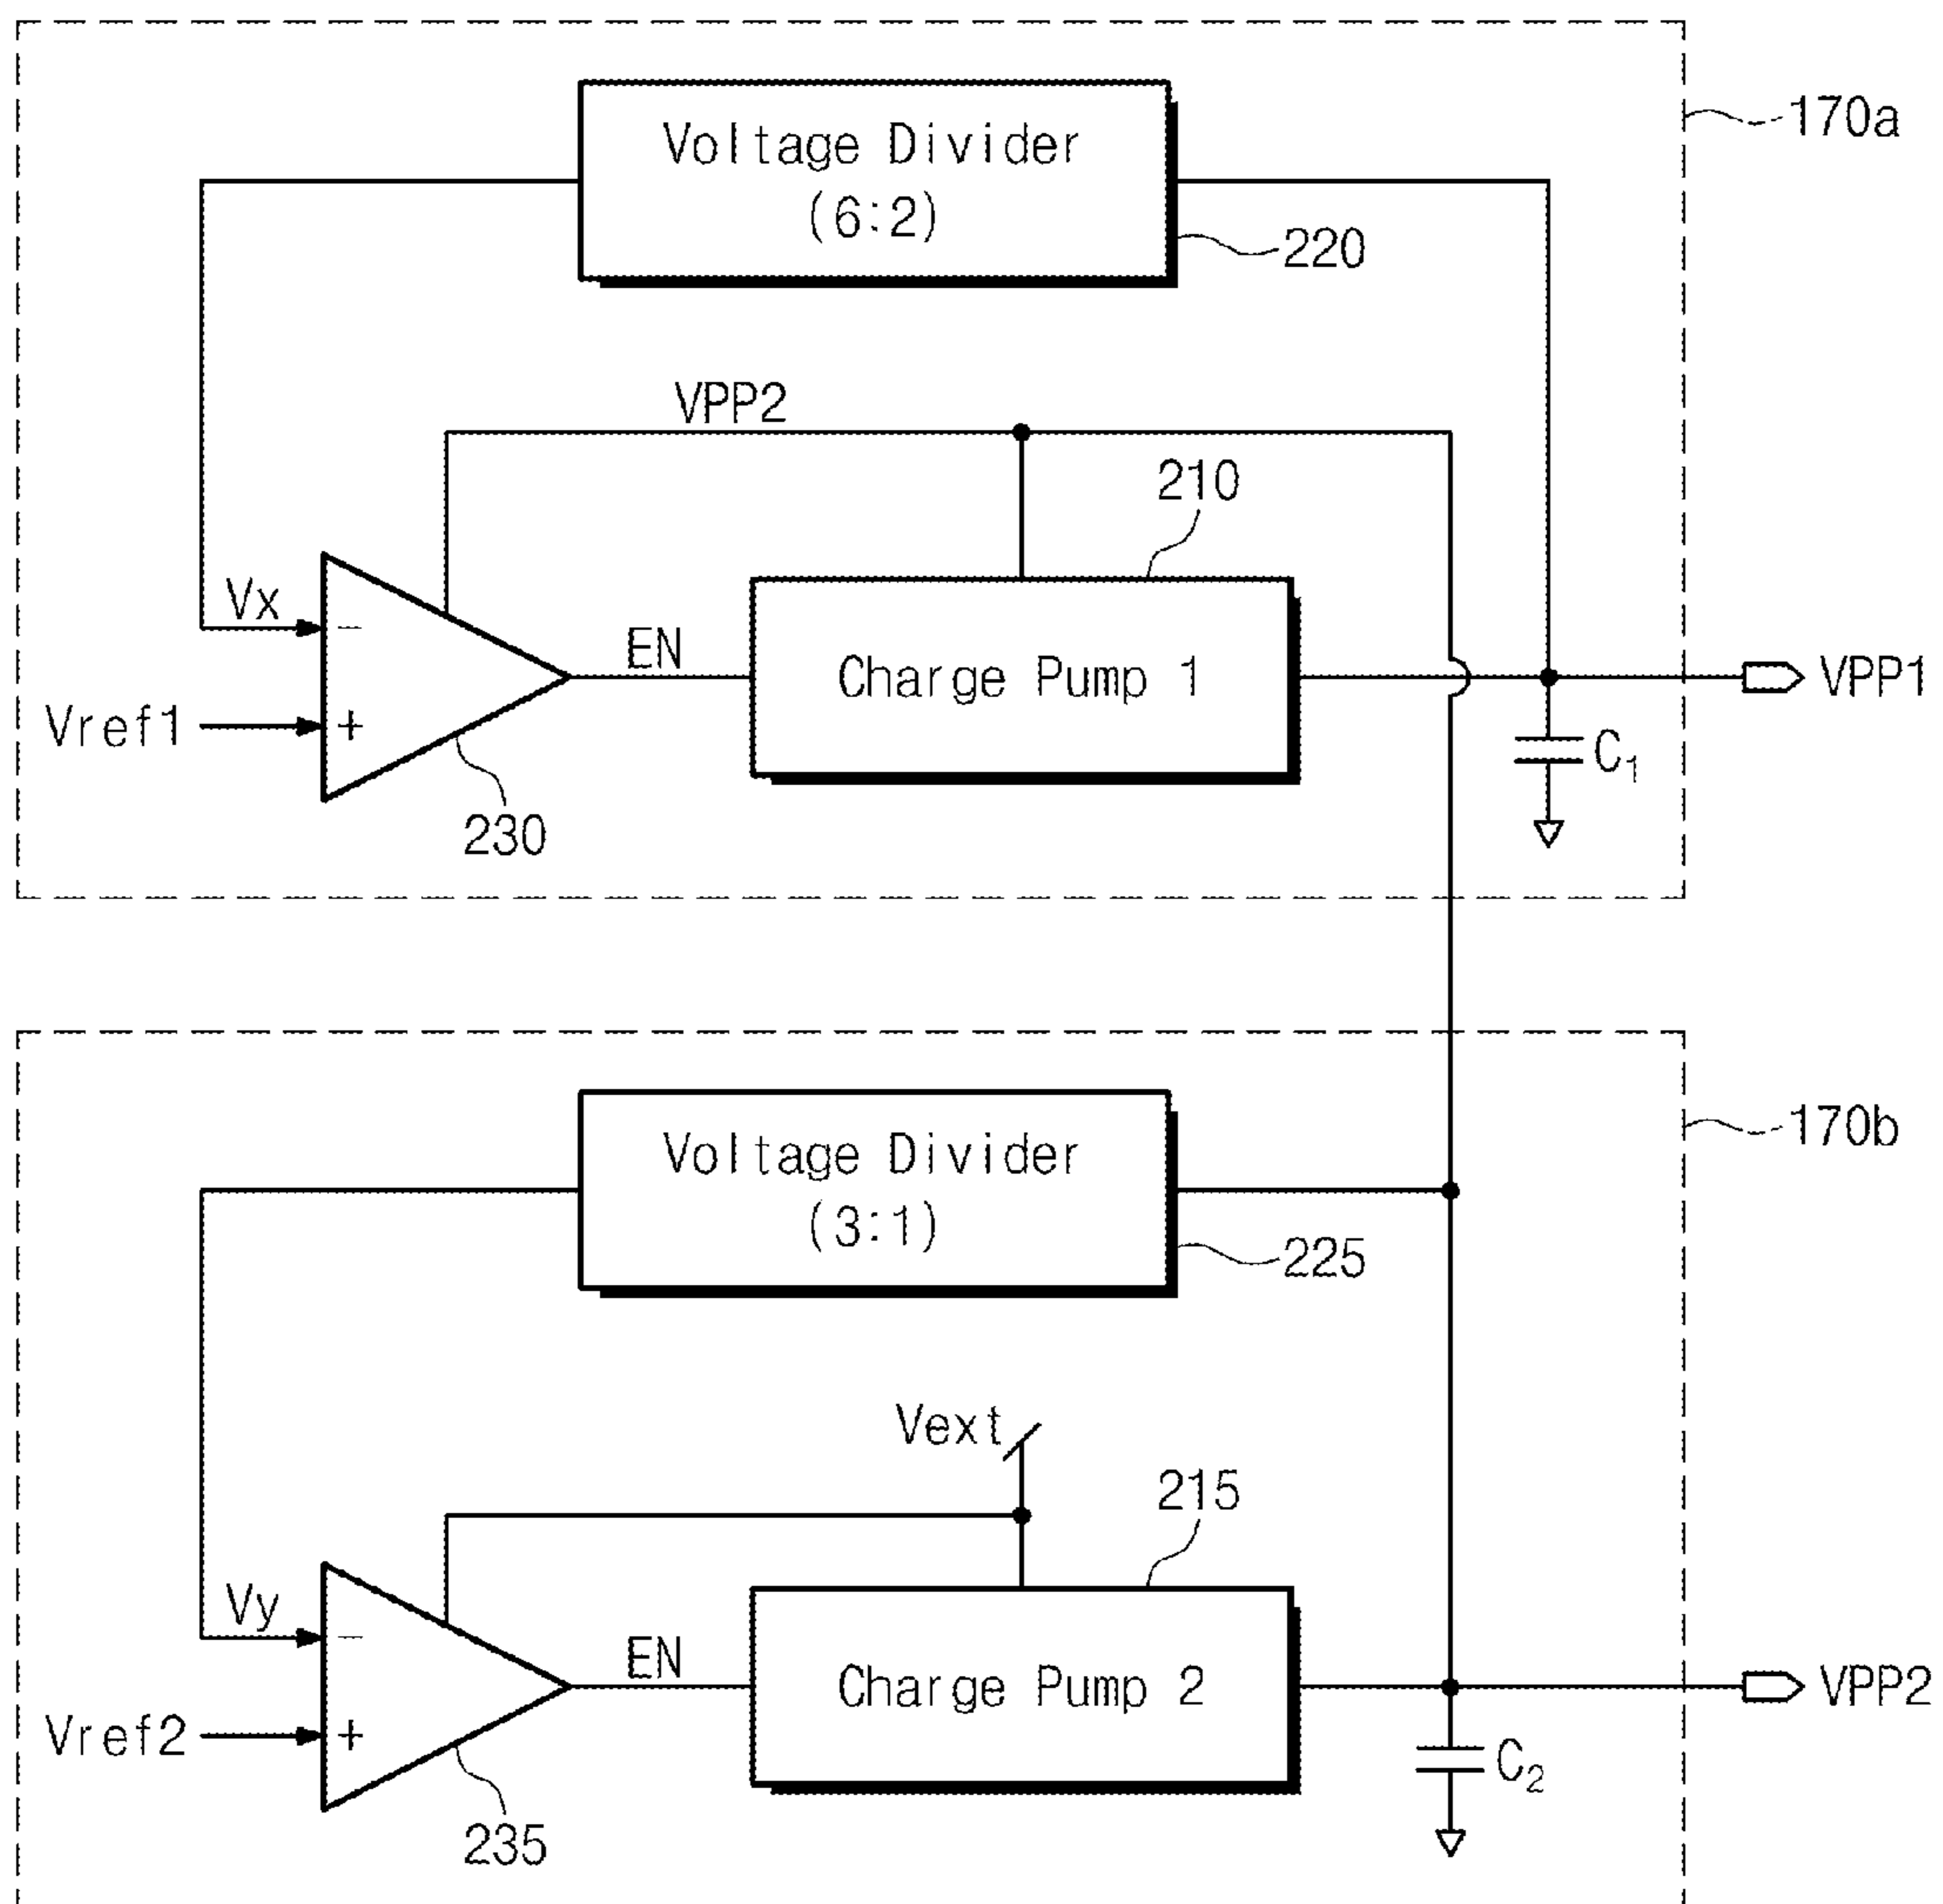 170a
Voltage Divider
(6:2)
220
VPP2
210
Vx
−
EN
Charge Pump 1
VPP1
Vref1
+
C1
230
170b
Voltage Divider
(3:1)
225
Vext
215
Vy
−
EN
Charge Pump 2
VPP2
Vref2
+
C2
235